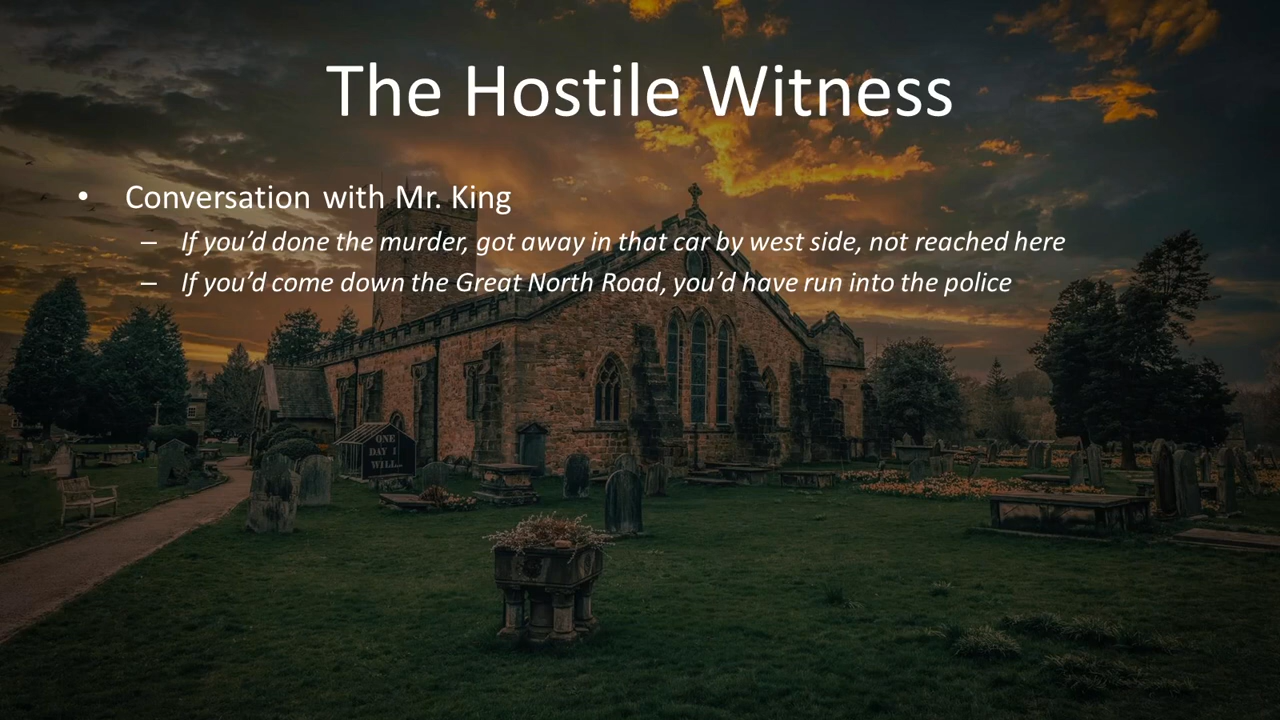 The Hostile Witness
• Conversation with Mr. King
– If you’d done the murder, got away in that car by west side, not reached here
– If you’d come down the Great North Road, you’d have run into the police
ONE
DAY I
WILL...